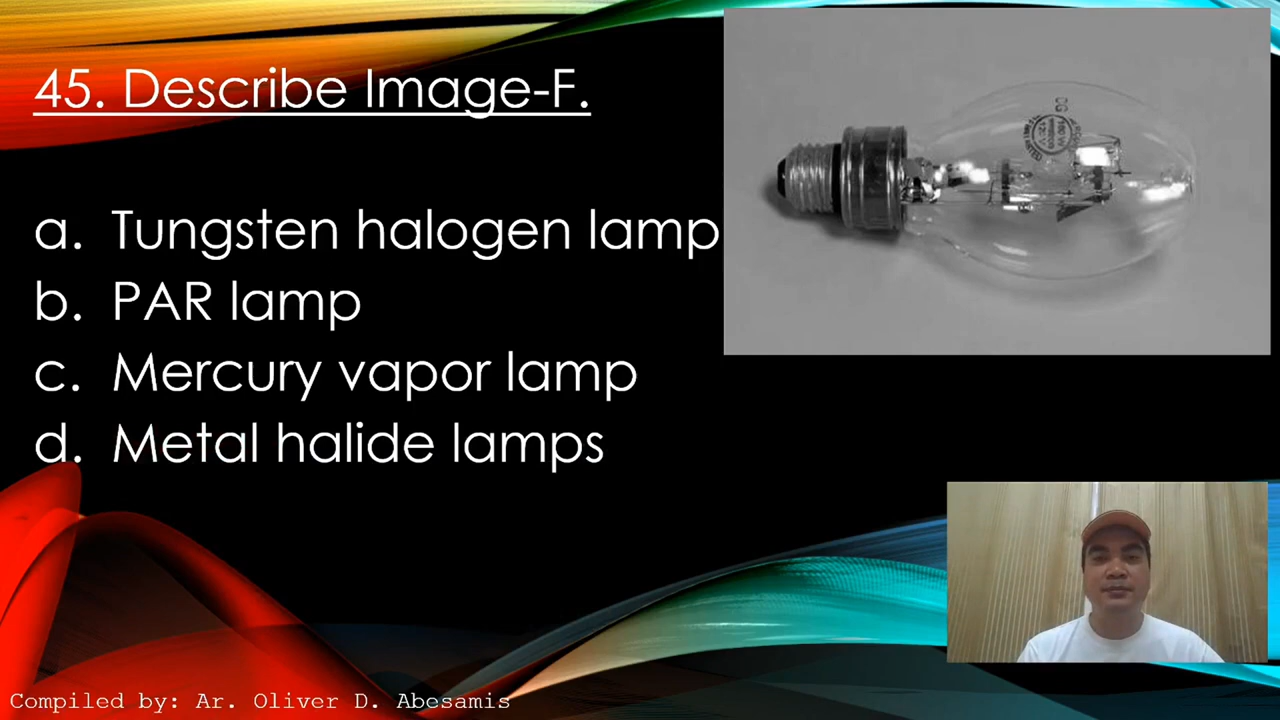 45. Describe Image-F.
a. Tungsten halogen lamp
b. PAR lamp
c. Mercury vapor lamp
d. Metal halide lamps
Compiled by: Ar. Oliver D. Abesamis